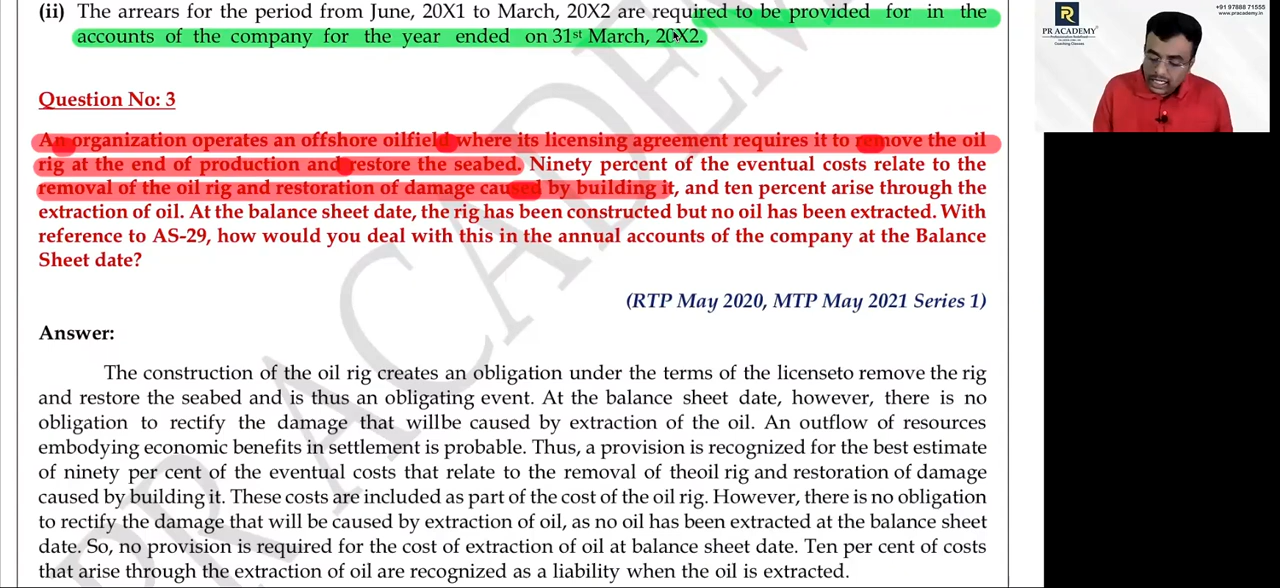 (ii) The arrears for the period from June, 20X1 to March, 20X2 are required to be provided for in the
accounts of the company for the year ended on 31st March, 20X2.
+91 97888 71555
www.pracademy.in
PR ACADEMY
Coaching Classes
Question No: 3
An organization operates an offshore oilfield where its licensing agreement requires it to remove the oil
rig at the end of production and restore the seabed. Ninety percent of the eventual costs relate to the
removal of the oil rig and restoration of damage caused by building it, and ten percent arise through the
extraction of oil. At the balance sheet date, the rig has been constructed but no oil has been extracted. With
reference to AS-29, how would you deal with this in the annual accounts of the company at the Balance
Sheet date?
(RTP May 2020, MTP May 2021 Series 1)
Answer:
The construction of the oil rig creates an obligation under the terms of the licenseto remove the rig
and restore the seabed and is thus an obligating event. At the balance sheet date, however, there is no
obligation to rectify the damage that willbe caused by extraction of the oil. An outflow of resources
embodying economic benefits in settlement is probable. Thus, a provision is recognized for the best estimate
of ninety per cent of the eventual costs that relate to the removal of theoil rig and restoration of damage
caused by building it. These costs are included as part of the cost of the oil rig. However, there is no obligation
to rectify the damage that will be caused by extraction of oil, as no oil has been extracted at the balance sheet
date. So, no provision is required for the cost of extraction of oil at balance sheet date. Ten per cent of costs
that arise through the extraction of oil are recognized as a liability when the oil is extracted.
PR ACADEMY